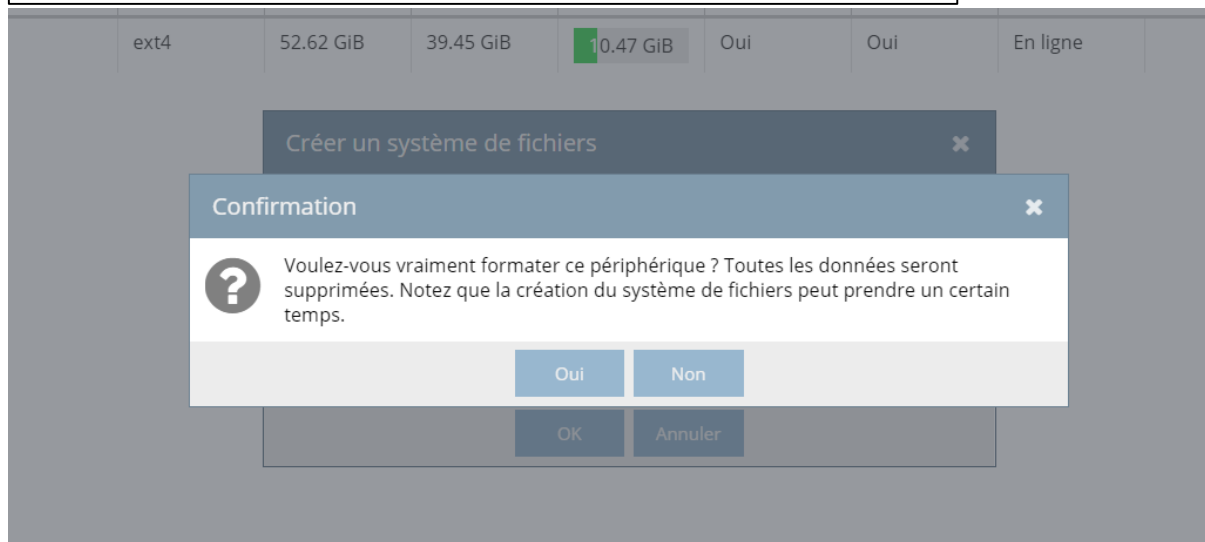 ext4 52.62 GiB 39.45 GiB 10.47 GiB Oui Oui En ligne
Créer un système de fichiers
Confirmation
Voulez-vous vraiment formater ce périphérique ? Toutes les données seront
supprimées. Notez que la création du système de fichiers peut prendre un certain
temps.
Oui Non
OK Annuler